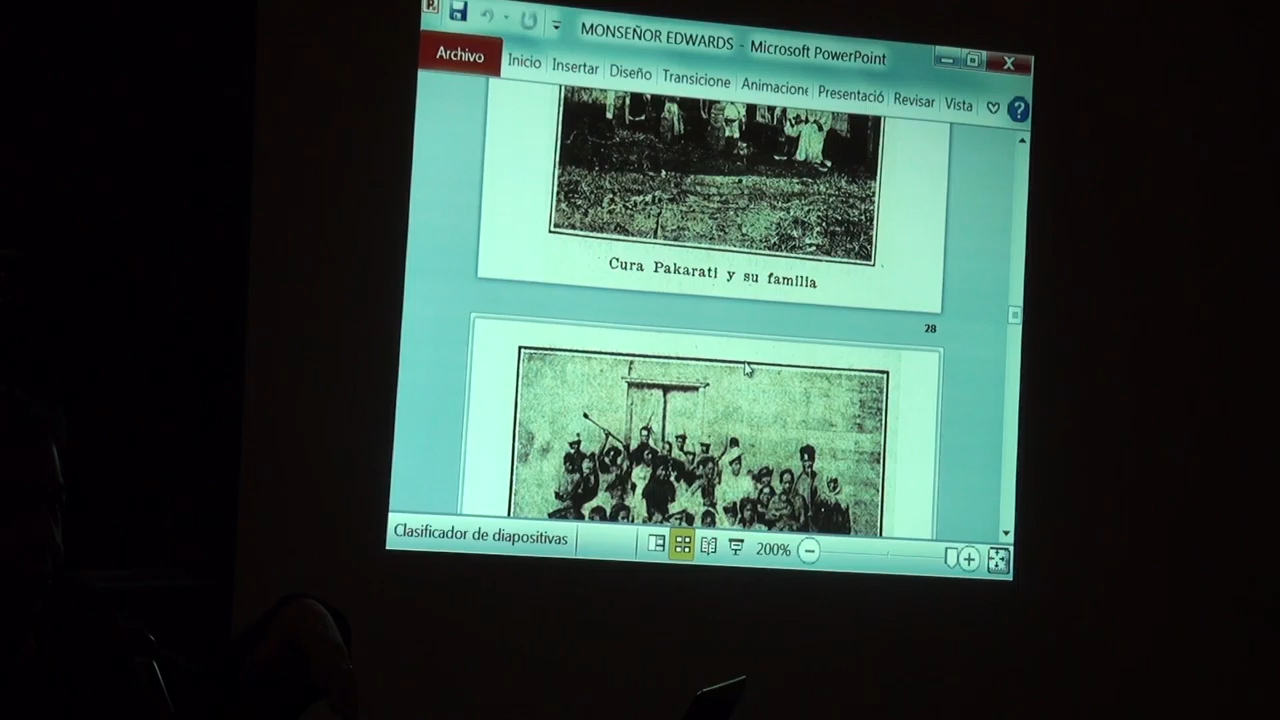 MONSEÑOR EDWARDS - Microsoft PowerPoint
Archivo Inicio Insertar Diseño Transicione Animacione Presentació Revisar Vista
Cura Pakarati y su familia
28
Clasificador de diapositivas 200%